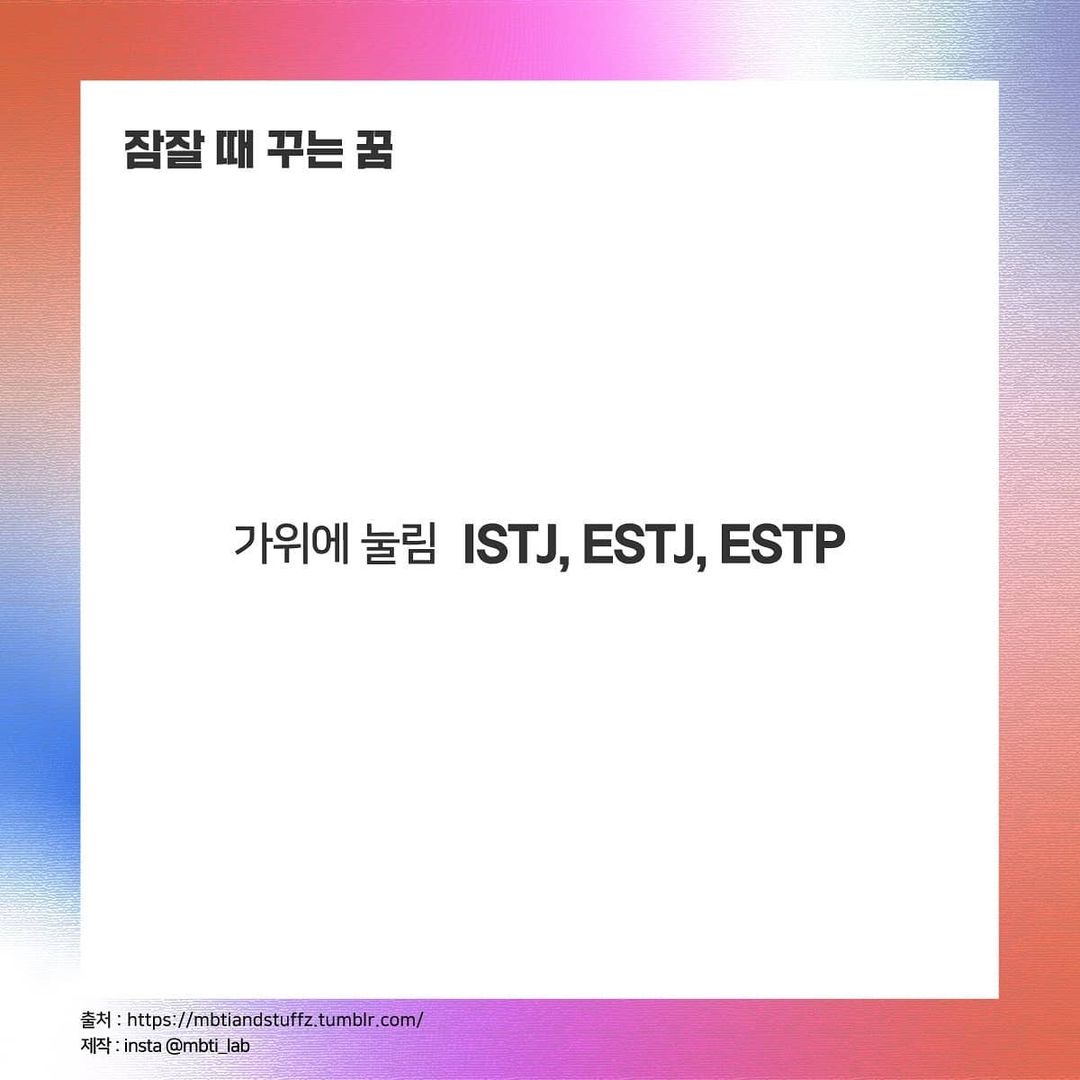 잠잘 때 꾸는 꿈
가위에 눌림 ISTJ, ESTJ, ESTP
출처 : https://mbtiandstuffz.tumblr.com/
제작 : insta @mbti_lab